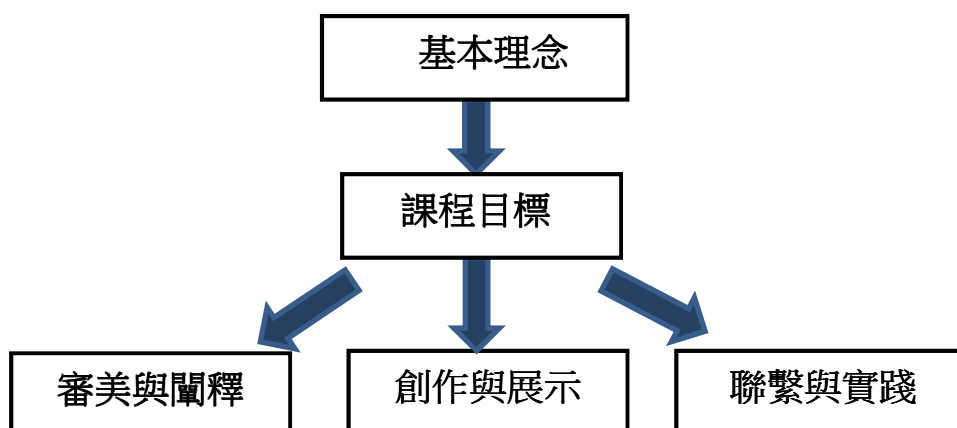 基本理念
課程目標
審美與闡釋
創作與展示
聯繫與實踐